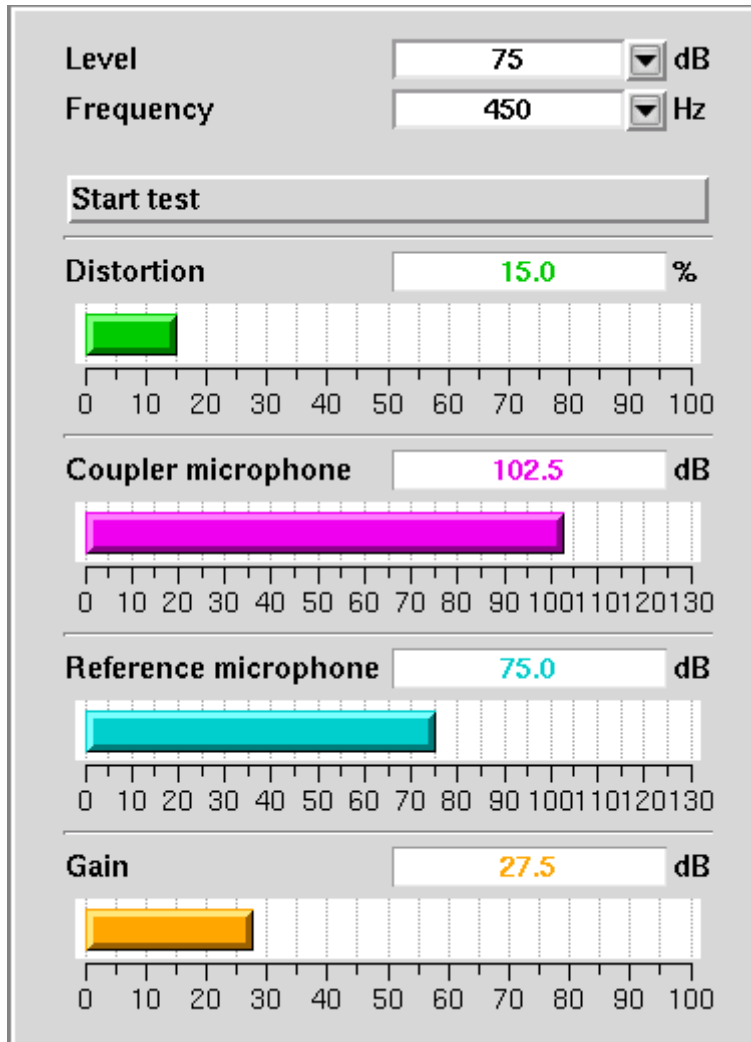 Level 75 dB
Frequency 450 Hz
Start test
Distortion 15.0 %
0 10 20 30 40 50 60 70 80 90 100
Coupler microphone 102.5 dB
0 10 20 30 40 50 60 70 80 90 100 110 120 130
Reference microphone 75.0 dB
0 10 20 30 40 50 60 70 80 90 100 110 120 130
Gain 27.5 dB
0 10 20 30 40 50 60 70 80 90 100